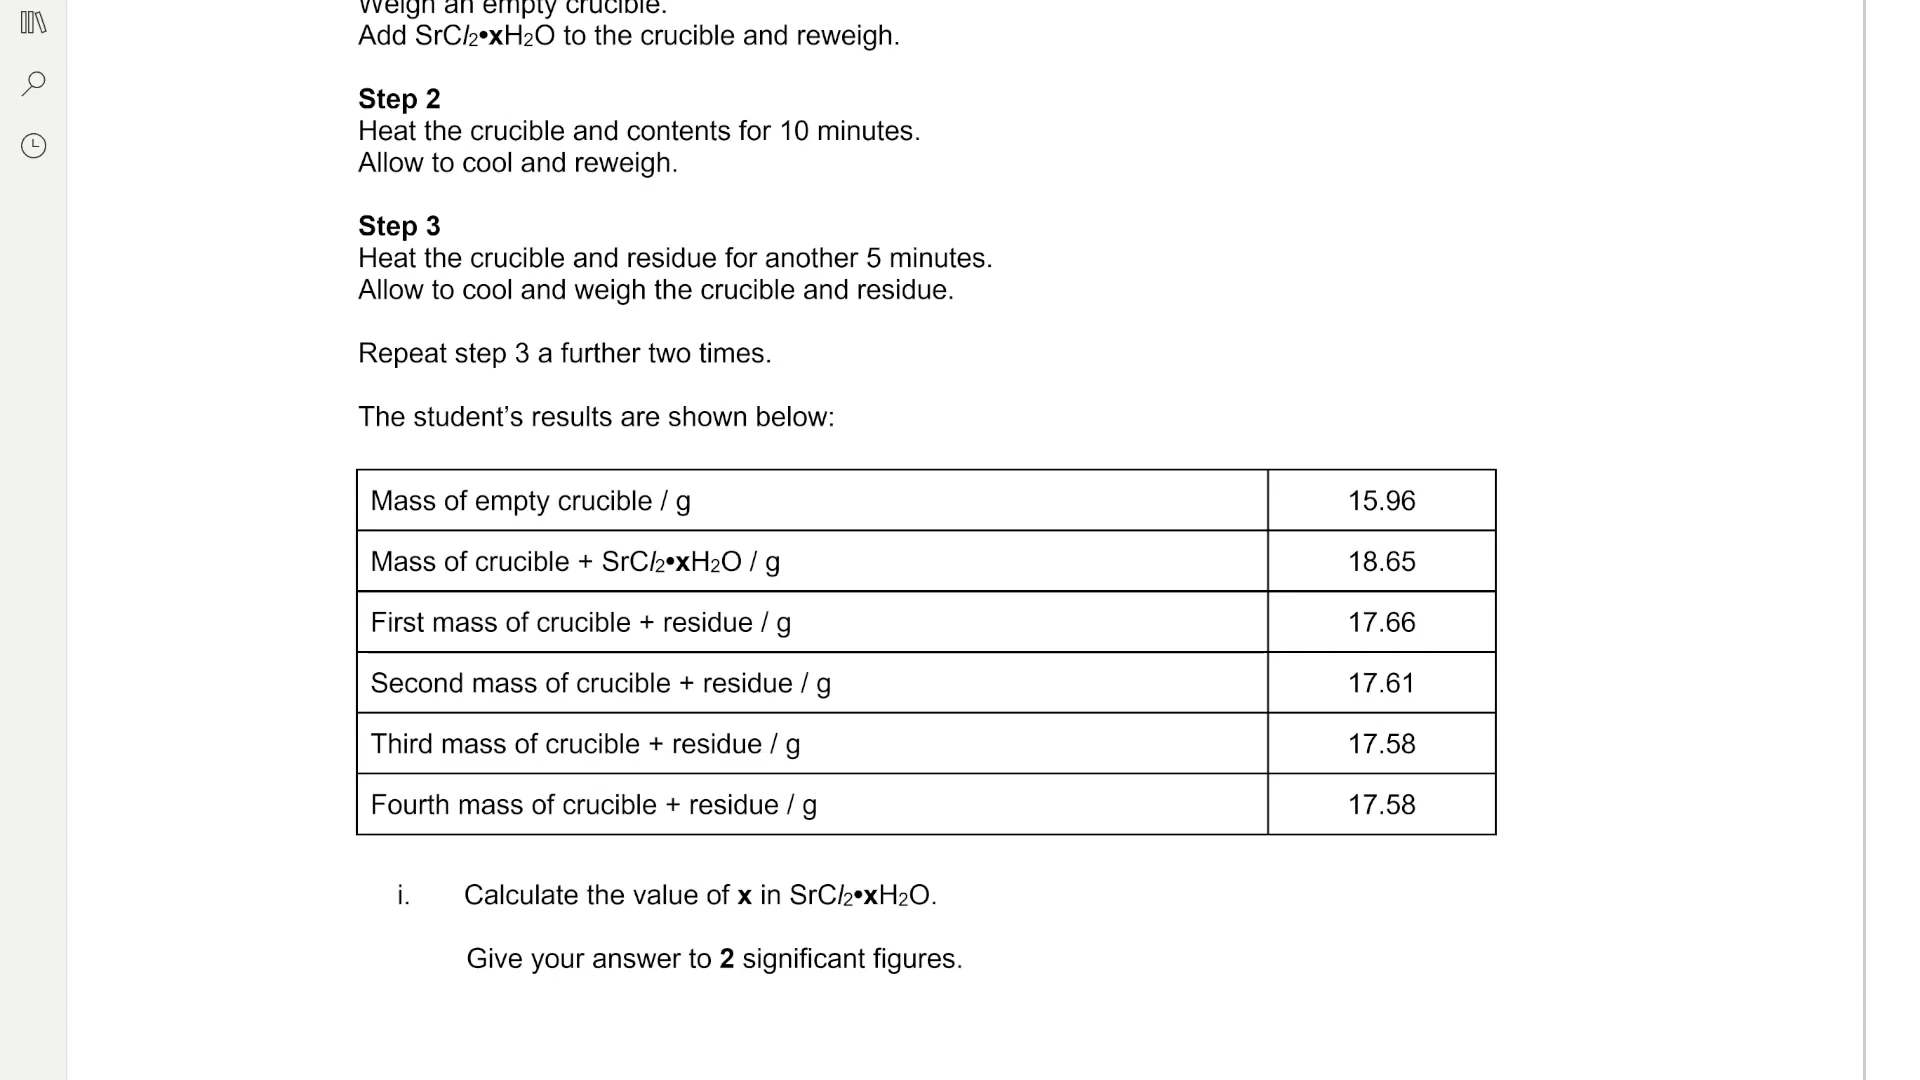 Weigh an empty crucible.
Add SrCl₂•xH₂O to the crucible and reweigh.
Step 2
Heat the crucible and contents for 10 minutes.
Allow to cool and reweigh.
Step 3
Heat the crucible and residue for another 5 minutes.
Allow to cool and weigh the crucible and residue.
Repeat step 3 a further two times.
The student’s results are shown below:
Mass of empty crucible / g 15.96
Mass of crucible + SrCl₂•xH₂O / g 18.65
First mass of crucible + residue / g 17.66
Second mass of crucible + residue / g 17.61
Third mass of crucible + residue / g 17.58
Fourth mass of crucible + residue / g 17.58
i. Calculate the value of x in SrCl₂•xH₂O.
Give your answer to 2 significant figures.